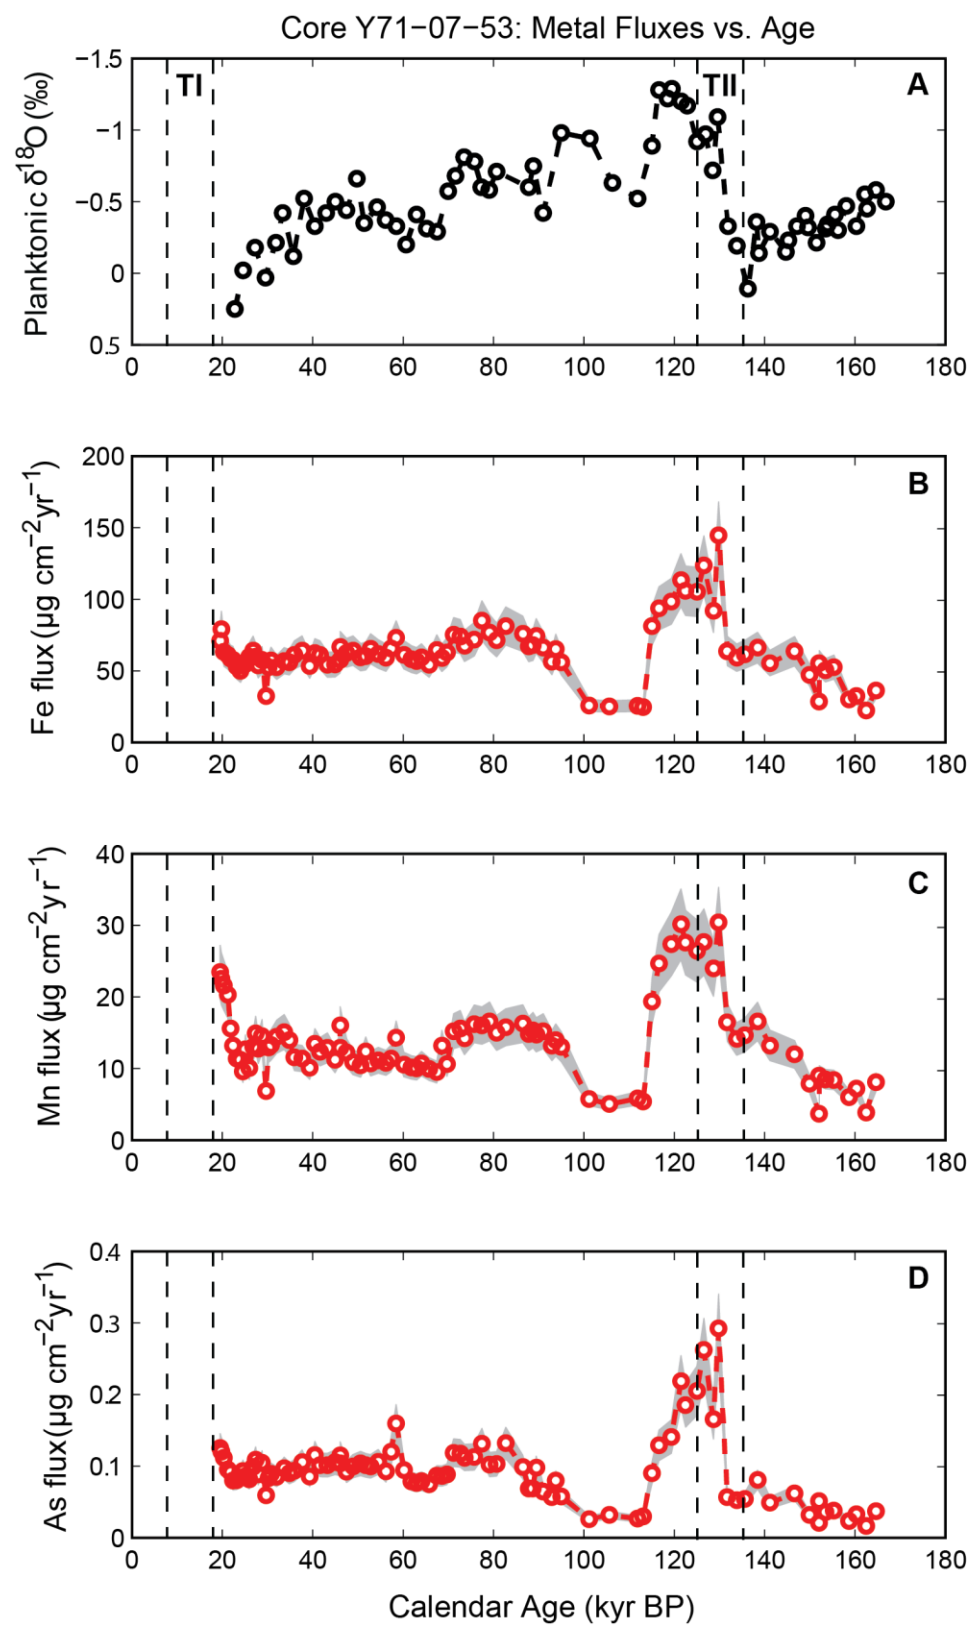 Core Y71−07−53: Metal Fluxes vs. Age
Planktonic δ¹⁸O (‰)
−1.5
−1
−0.5
0
0.5
TI
TII
A
0 20 40 60 80 100 120 140 160 180
Fe flux (µg cm⁻²yr⁻¹)
200
150
100
50
0
B
0 20 40 60 80 100 120 140 160 180
Mn flux (µg cm⁻²yr⁻¹)
40
30
20
10
0
C
0 20 40 60 80 100 120 140 160 180
As flux(µg cm⁻²yr⁻¹)
0.4
0.3
0.2
0.1
0
D
0 20 40 60 80 100 120 140 160 180
Calendar Age (kyr BP)